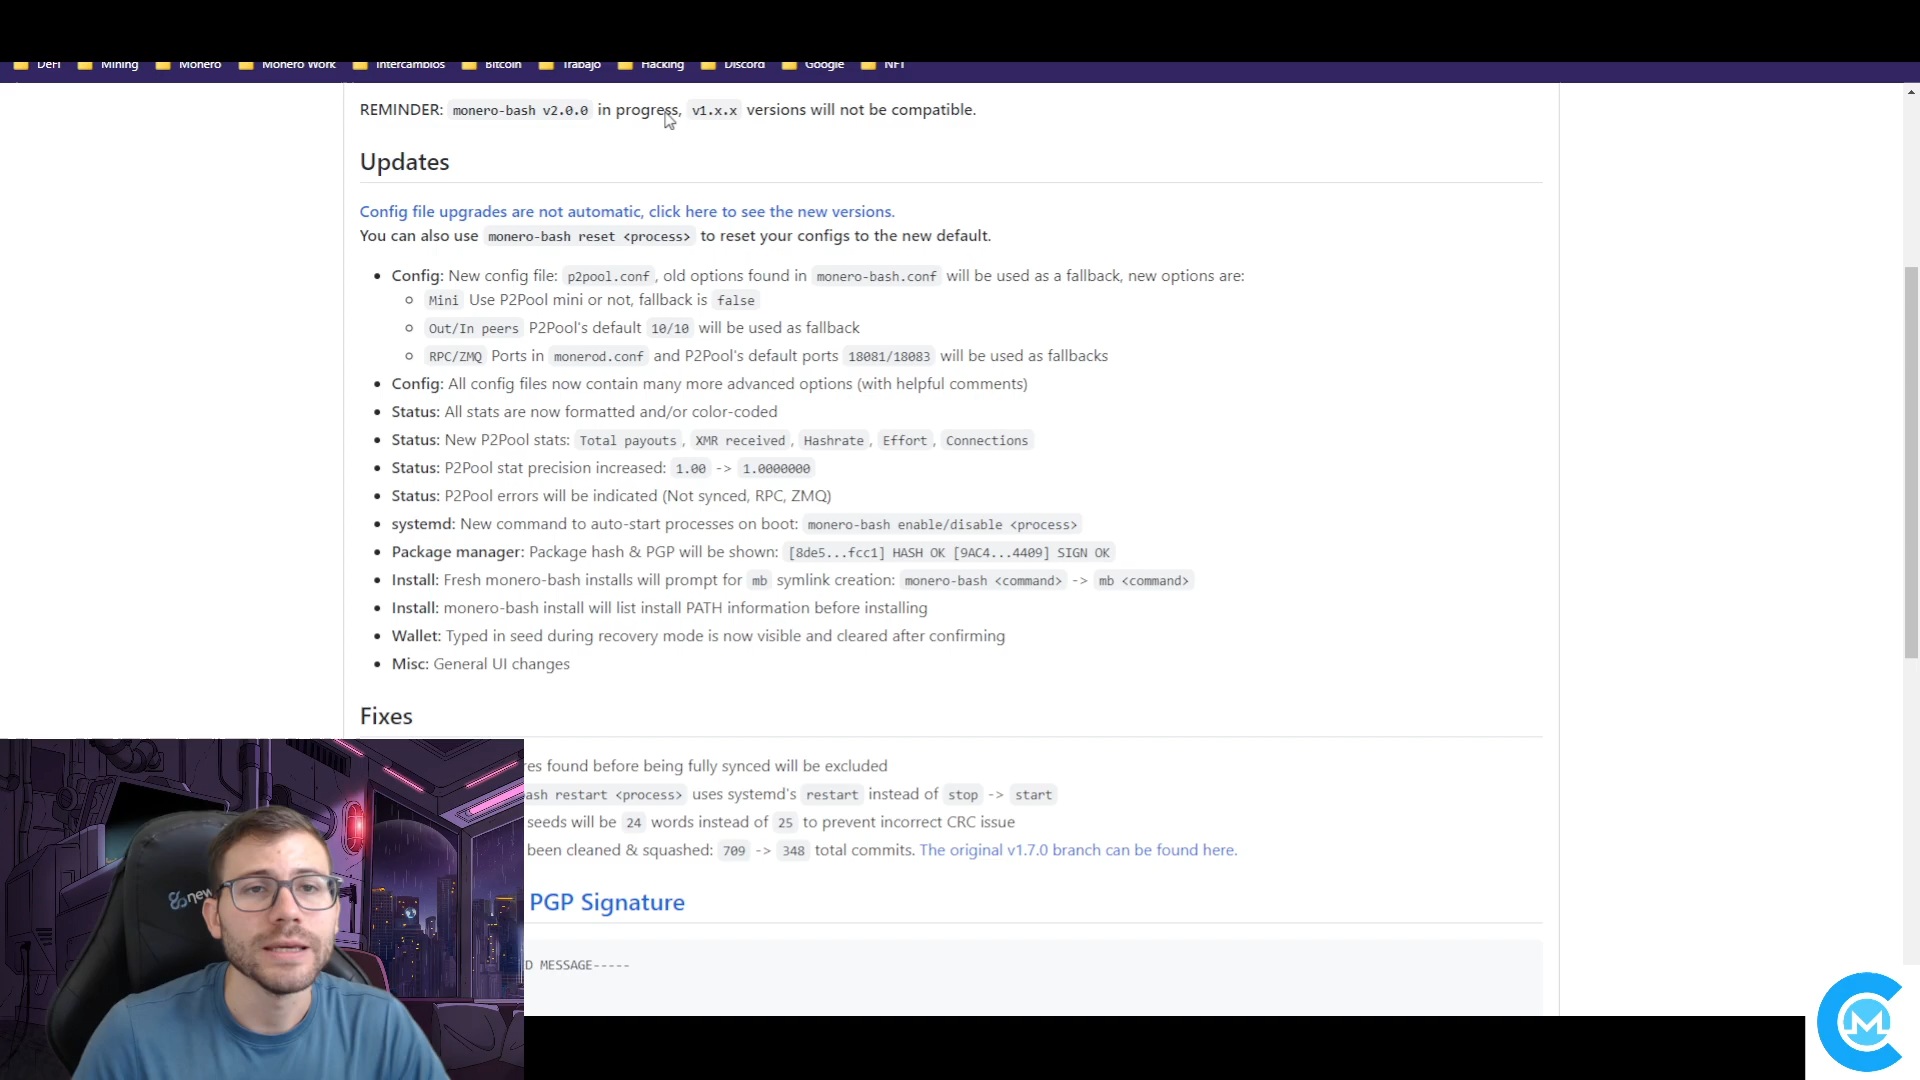 DeFi Mining Monero Monero Work Intercambios Bitcoin Trabajo Hacking Discord Google NFT
REMINDER: monero-bash v2.0.0 in progress, v1.x.x versions will not be compatible.
Updates
Config file upgrades are not automatic, click here to see the new versions.
You can also use monero-bash reset <process> to reset your configs to the new default.
• Config: New config file: p2pool.conf, old options found in monero-bash.conf will be used as a fallback, new options are:
○ Mini Use P2Pool mini or not, fallback is false
○ Out/In peers P2Pool's default 10/10 will be used as fallback
○ RPC/ZMQ Ports in monerod.conf and P2Pool's default ports 18081/18083 will be used as fallbacks
• Config: All config files now contain many more advanced options (with helpful comments)
• Status: All stats are now formatted and/or color-coded
• Status: New P2Pool stats: Total payouts, XMR received, Hashrate, Effort, Connections
• Status: P2Pool stat precision increased: 1.00 -> 1.0000000
• Status: P2Pool errors will be indicated (Not synced, RPC, ZMQ)
• systemd: New command to auto-start processes on boot: monero-bash enable/disable <process>
• Package manager: Package hash & PGP will be shown: [8de5...fcc1] HASH OK [9AC4...4409] SIGN OK
• Install: Fresh monero-bash installs will prompt for mb symlink creation: monero-bash <command> -> mb <command>
• Install: monero-bash install will list install PATH information before installing
• Wallet: Typed in seed during recovery mode is now visible and cleared after confirming
• Misc: General UI changes
Fixes
res found before being fully synced will be excluded
ash restart <process> uses systemd's restart instead of stop -> start
seeds will be 24 words instead of 25 to prevent incorrect CRC issue
been cleaned & squashed: 709 -> 348 total commits. The original v1.7.0 branch can be found here.
PGP Signature
D MESSAGE-----
new